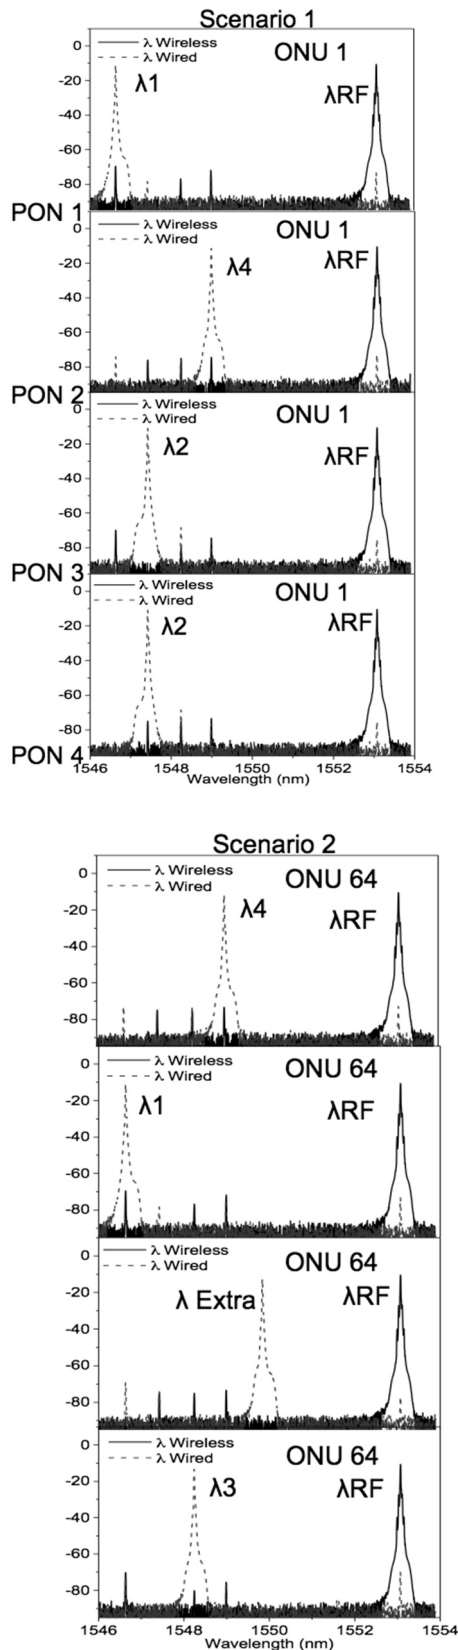 Scenario 1
0
-20
-40
-60
-80
λ Wireless
λ Wired
ONU 1
λ1
λRF
PON 1
0
-20
-40
-60
-80
λ Wireless
λ Wired
ONU 1
λ4
λRF
PON 2
0
-20
-40
-60
-80
λ Wireless
λ Wired
ONU 1
λ2
λRF
PON 3
0
-20
-40
-60
-80
λ Wireless
λ Wired
ONU 1
λ2
λRF
PON 4
1546 1548 1550 1552 1554
Wavelength (nm)
Scenario 2
0
-20
-40
-60
-80
λ Wireless
λ Wired
ONU 64
λ4
λRF
0
-20
-40
-60
-80
λ Wireless
λ Wired
ONU 64
λ1
λRF
0
-20
-40
-60
-80
λ Wireless
λ Wired
ONU 64
λ Extra
λRF
0
-20
-40
-60
-80
λ Wireless
λ Wired
ONU 64
λ3
λRF
1546 1548 1550 1552 1554
Wavelength (nm)